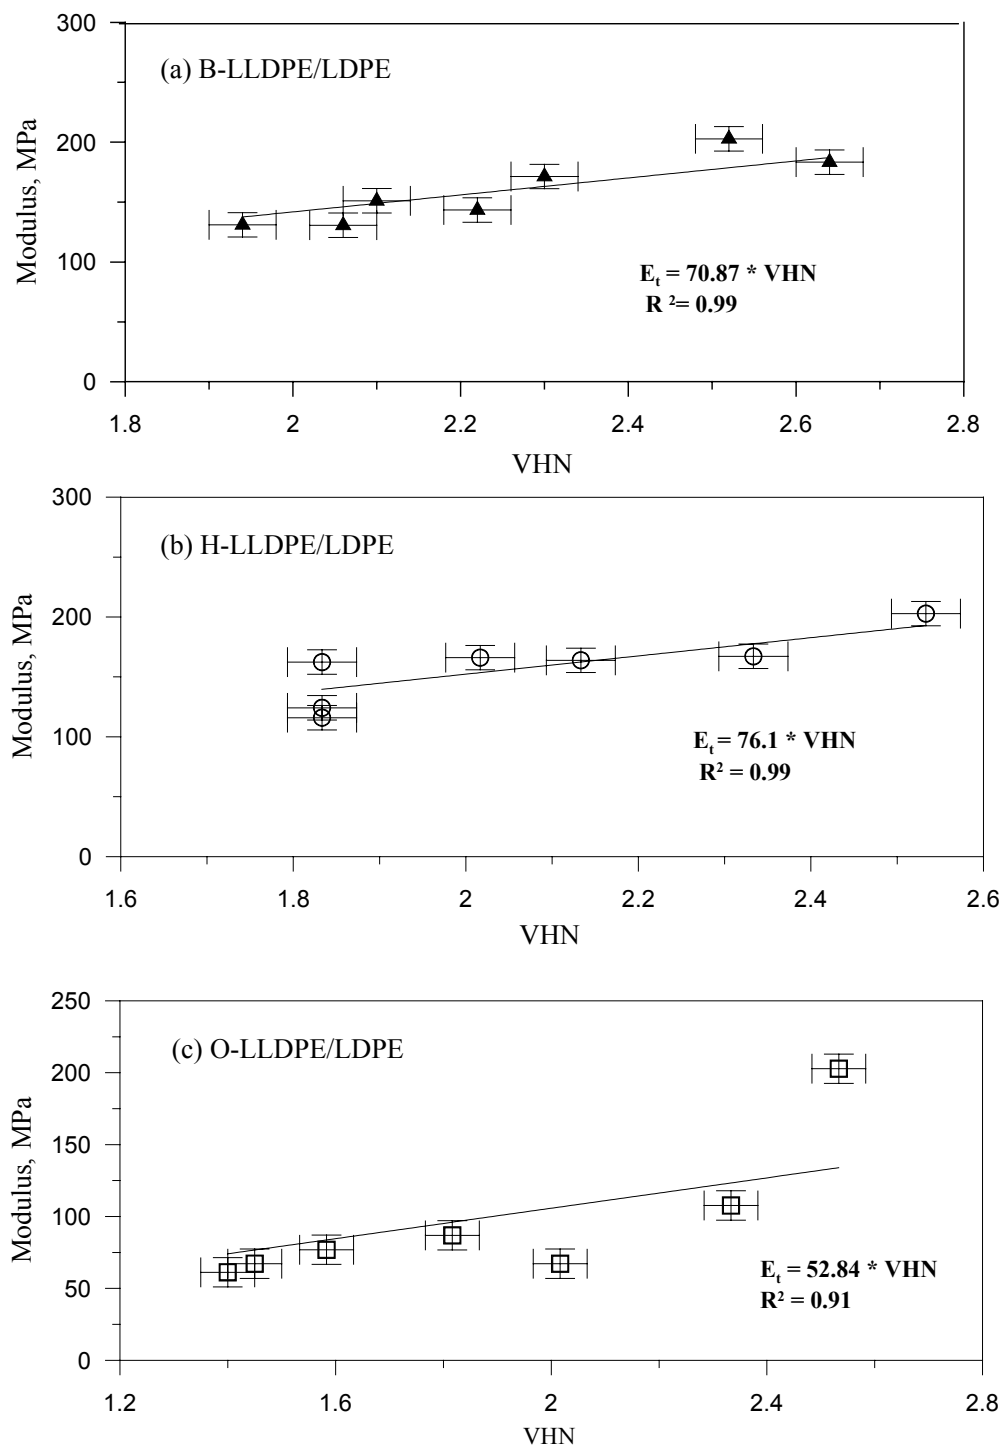 300
(a) B-LLDPE/LDPE
200
Modulus, MPa
100
E_t = 70.87 * VHN
R ²= 0.99
0
1.8 2 2.2 2.4 2.6 2.8
VHN
300
(b) H-LLDPE/LDPE
200
Modulus, MPa
100
E_t = 76.1 * VHN
R² = 0.99
0
1.6 1.8 2 2.2 2.4 2.6
VHN
250
(c) O-LLDPE/LDPE
200
150
Modulus, MPa
100
50
E_t = 52.84 * VHN
R² = 0.91
0
1.2 1.6 2 2.4 2.8
VHN